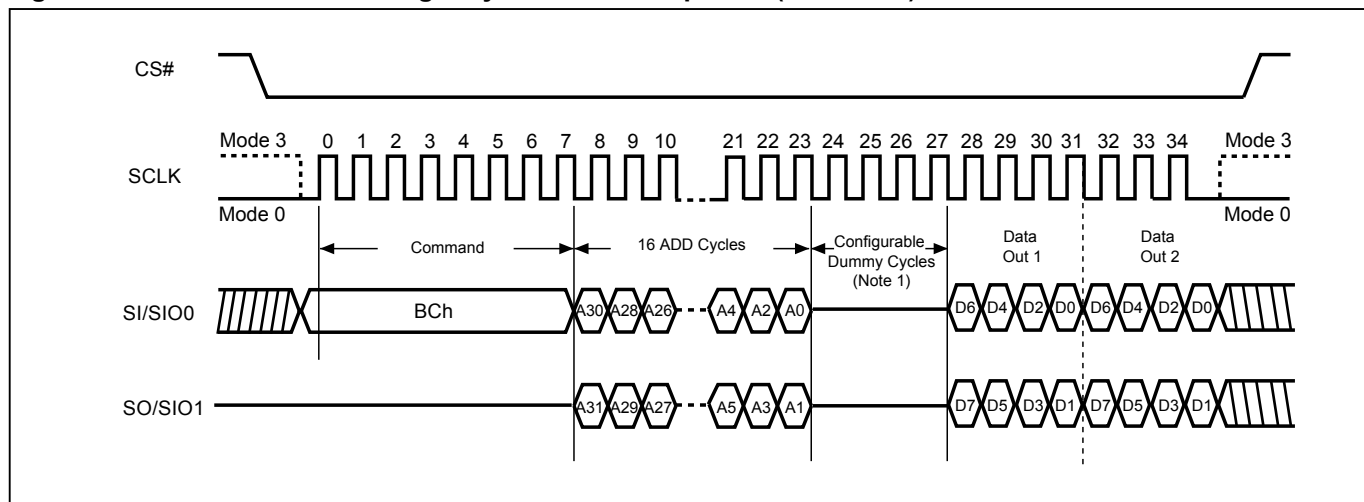 CS#
Mode 3 0 1 2 3 4 5 6 7 8 9 10 21 22 23 24 25 26 27 28 29 30 31 32 33 34 Mode 3
SCLK
Mode 0 Mode 0
Command 16 ADD Cycles Configurable Dummy Cycles (Note 1) Data Out 1 Data Out 2
SI/SIO0 BCh A30 A28 A26 A4 A2 A0 D6 D4 D2 D0 D6 D4 D2 D0
SO/SIO1 A31 A29 A27 A5 A3 A1 D7 D5 D3 D1 D7 D5 D3 D1